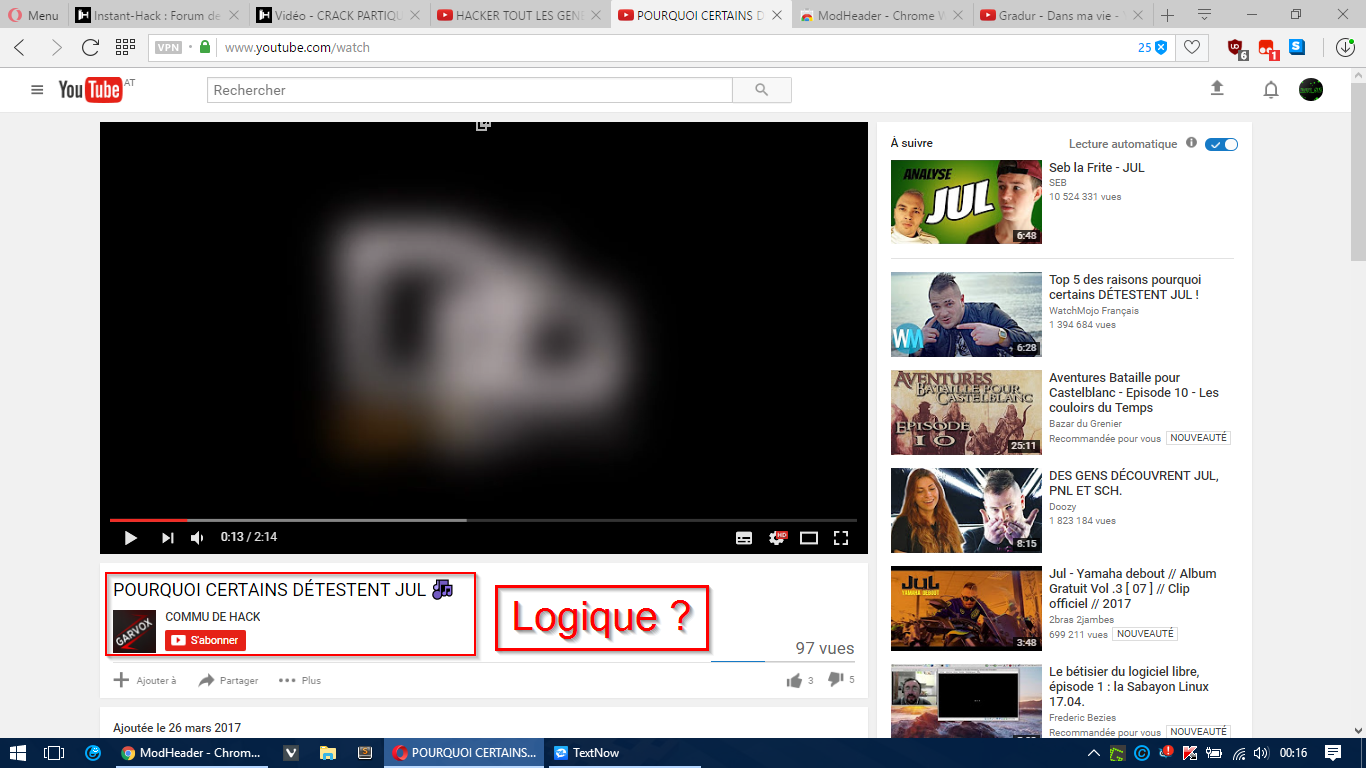 Menu
Instant-Hack : Forum de
Vidéo - CRACK PARTIQU
HACKER TOUT LES GENE
POURQUOI CERTAINS D
ModHeader - Chrome W
Gradur - Dans ma vie -
VPN
www.youtube.com/watch
25
6
1
YouTube AT
Rechercher
À suivre
Lecture automatique
ANALYSE
JUL
6:48
Seb la Frite - JUL
SEB
10 524 331 vues
WM
6:28
Top 5 des raisons pourquoi
certains DÉTESTENT JUL !
WatchMojo Français
1 394 684 vues
AVENTURES
BATAILLE POUR
CASTELBLANC
EPISODE
10
25:11
Aventures Bataille pour
Castelblanc - Episode 10 - Les
couloirs du Temps
Bazar du Grenier
Recommandée pour vous NOUVEAUTÉ
8:15
DES GENS DÉCOUVRENT JUL,
PNL ET SCH.
Doozy
1 823 184 vues
JUL
YAMAHA DEBOUT
3:48
Jul - Yamaha debout // Album
Gratuit Vol .3 [ 07 ] // Clip
officiel // 2017
2bras 2jambes
699 211 vues NOUVEAUTÉ
Le bétisier du logiciel libre,
épisode 1 : la Sabayon Linux
17.04.
Frederic Bezies
Recommandée pour vous NOUVEAUTÉ
0:13 / 2:14
HD
POURQUOI CERTAINS DÉTESTENT JUL
GARVOX
COMMU DE HACK
S'abonner
Logique ?
97 vues
Ajouter à
Partager
Plus
3
5
Ajoutée le 26 mars 2017
ModHeader - Chrom...
POURQUOI CERTAINS...
TextNow
00:16